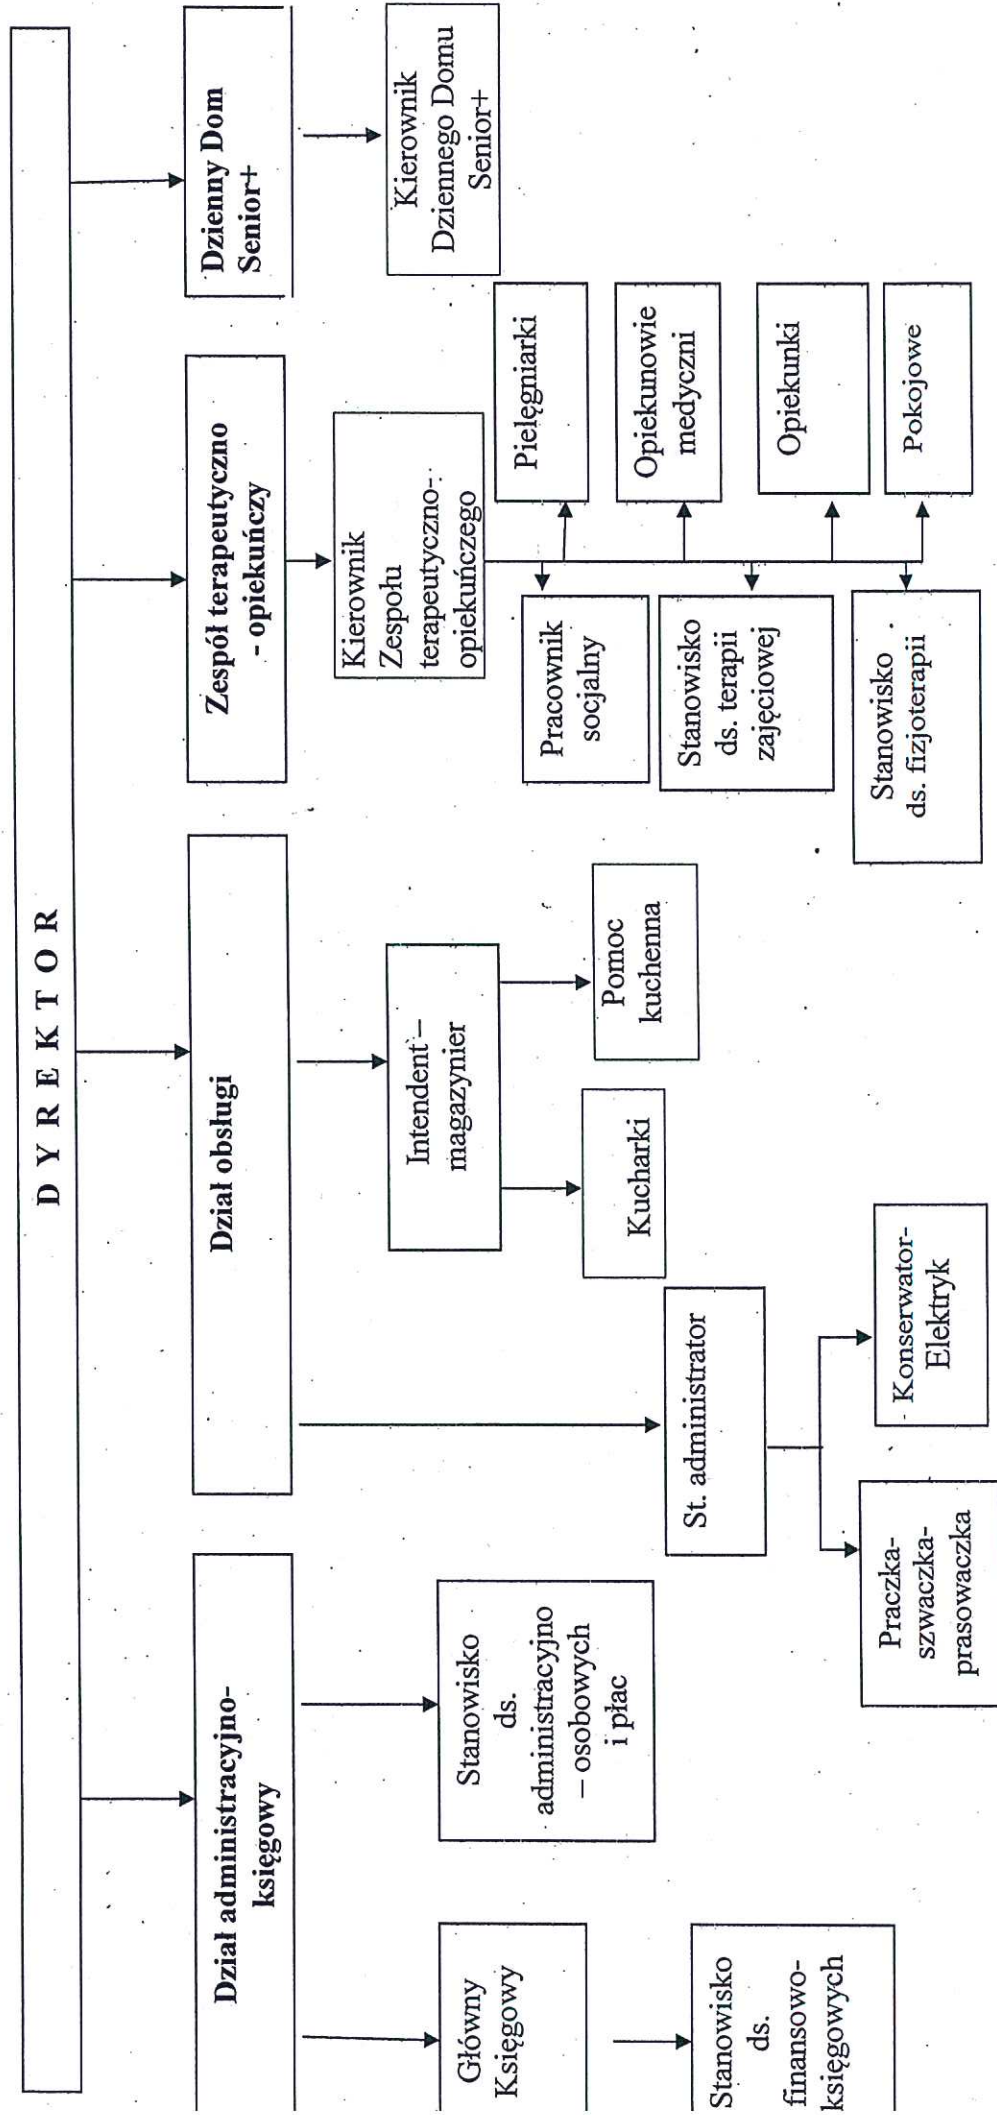 D Y R E K T O R
Dział administracyjno-
księgowy
Dział obsługi
Zespół terapeutyczno
- opiekuńczy
Dzienny Dom
Senior+
Główny
Księgowy
Stanowisko
ds.
finansowo-
księgowych
Stanowisko
ds.
administracyjno
– osobowych
i płac
St. administrator
Praczka-
szwaczka-
prasowaczka
Konserwator-
Elektryk
Intendent –
magazynier
Kucharki
Pomoc
kuchenna
Kierownik
Zespołu
terapeutyczno-
opiekuńczego
Pracownik
socjalny
Stanowisko
ds. terapii
zajęciowej
Stanowisko
ds. fizjoterapii
Pielęgniarki
Opiekunowie
medyczni
Opiekunki
Pokojowe
Kierownik
Dziennego Domu
Senior+